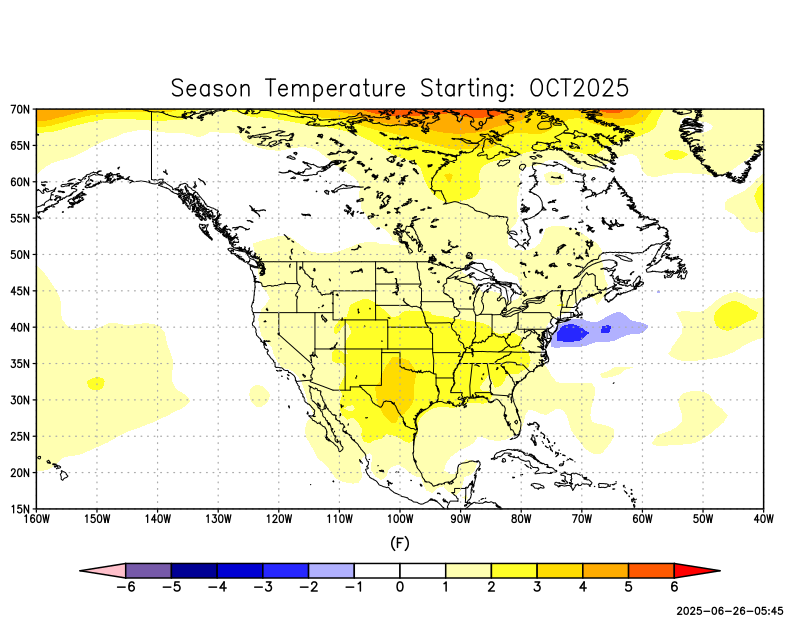 Season Temperature Starting: OCT2025
70N
65N
60N
55N
50N
45N
40N
35N
30N
25N
20N
15N
160W 150W 140W 130W 120W 110W 100W 90W 80W 70W 60W 50W 40W
(F)
−6 −5 −4 −3 −2 −1 0 1 2 3 4 5 6
2025-06-26-05:45